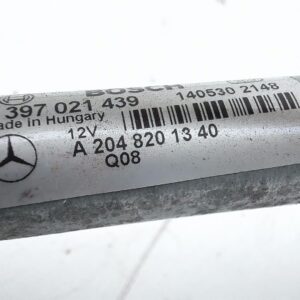 BOSCH
397 021 439
140530 2148
ade in Hungary
12V
A 204 820 13 40
Q08